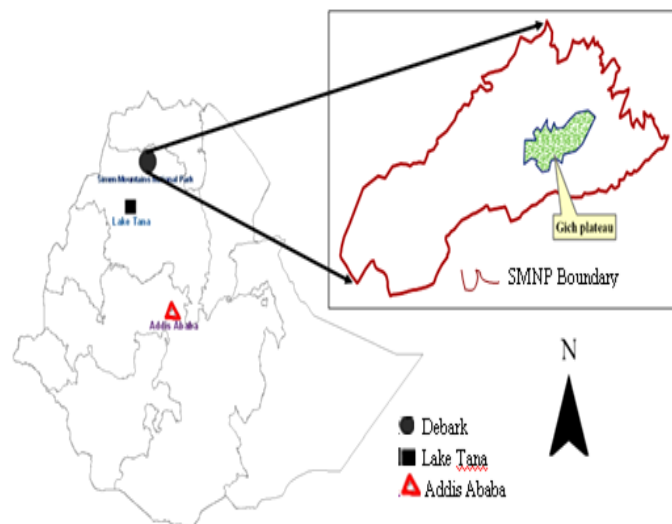 Simen Mountains National Park
Lake Tana
Addis Ababa
Gich plateau
SMNP Boundary
N
Debark
Lake Tana
Addis Ababa